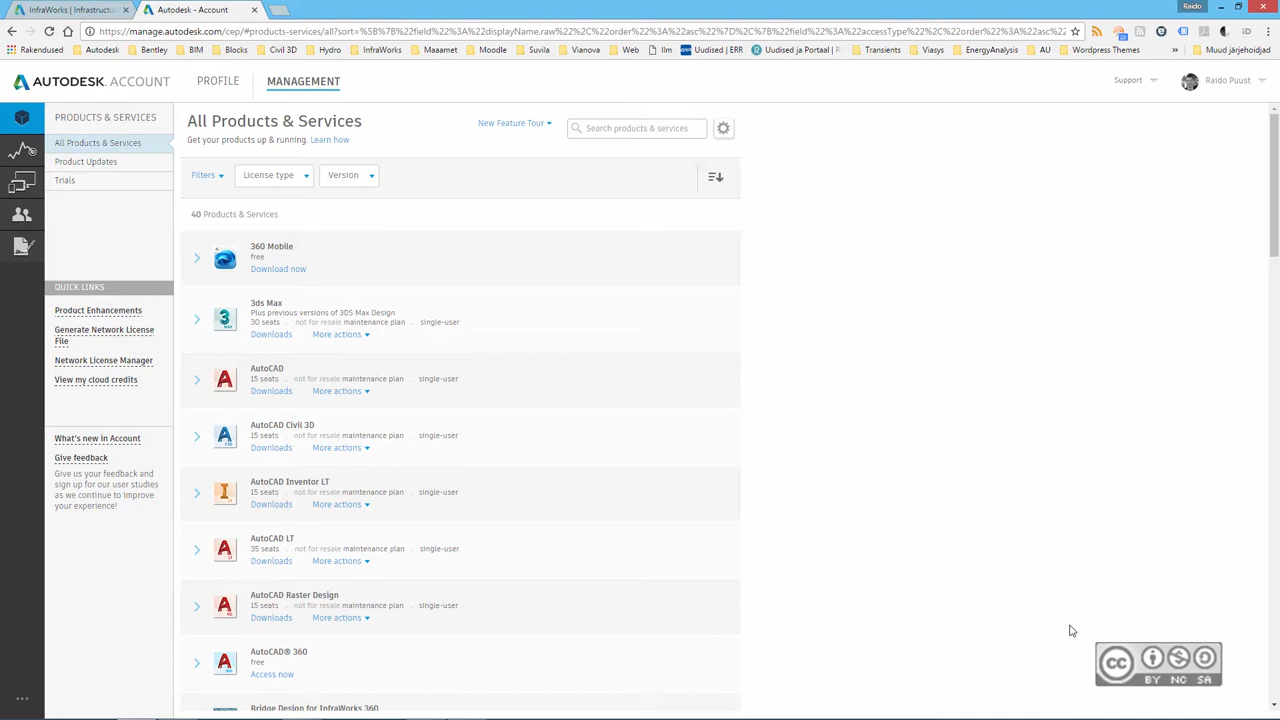 InfraWorks | Infrastruct
Autodesk - Account
Raido
https://manage.autodesk.com/cep/#products-services/all?sort=%5B%7B%22field%22%3A%22displayName.raw%22%2C%22order%22%3A%22asc%22%7D%2C%7B%22field%22%3A%22accessType%22%2C%22order%22%3A%22asc%22
Rakendused Autodesk Bentley BIM Blocks Civil 3D Hydro InfraWorks Maaamet Moodle Suvila Vianova Web Ilm Uudised | ERR Uudised ja Portaal | R Transients Viasys EnergyAnalysis AU Wordpress Themes » Muud järjehoidjad
AUTODESK. ACCOUNT PROFILE MANAGEMENT Support Raido Puust
PRODUCTS & SERVICES
All Products & Services
Product Updates
Trials
QUICK LINKS
Product Enhancements
Generate Network License
File
Network License Manager
View my cloud credits
What's new in Account
Give feedback
Give us your feedback and
sign up for our user studies
as we continue to improve
your experience!
All Products & Services
New Feature Tour
Search products & services
Get your products up & running. Learn how
Filters License type Version
40 Products & Services
360 Mobile
free
Download now
3ds Max
Plus previous versions of 3DS Max Design
30 seats . not for resale maintenance plan . single-user
Downloads More actions
AutoCAD
15 seats . not for resale maintenance plan . single-user
Downloads More actions
AutoCAD Civil 3D
15 seats . not for resale maintenance plan . single-user
Downloads More actions
AutoCAD Inventor LT
15 seats . not for resale maintenance plan . single-user
Downloads More actions
AutoCAD LT
35 seats . not for resale maintenance plan . single-user
Downloads More actions
AutoCAD Raster Design
15 seats . not for resale maintenance plan . single-user
Downloads More actions
AutoCAD® 360
free
Access now
Bridge Design for InfraWorks 360
cc
BY NC SA